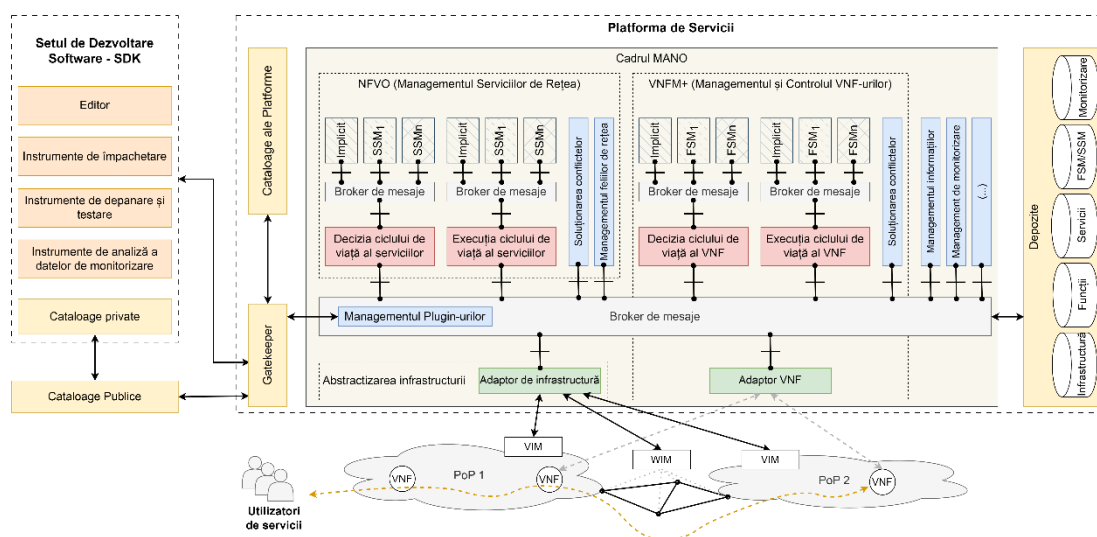 Setul de Dezvoltare
Software - SDK
Editor
Instrumente de împachetare
Instrumente de depanare și
testare
Instrumente de analiză a
datelor de monitorizare
Cataloage private
Cataloage Publice
Platforma de Servicii
Cataloage ale Platforme
Gatekeeper
Cadrul MANO
NFVO (Managementul Serviciilor de Rețea)
Implicit
SSM1
SSMn
Broker de mesaje
Decizia ciclului de
viață al serviciilor
Implicit
SSM1
SSMn
Broker de mesaje
Execuția ciclului de
viață al serviciilor
Soluționarea conflictelor
Managementul feliilor de rețea
VNFM+ (Managementul și Controlul VNF-urilor)
Implicit
FSM1
FSMn
Broker de mesaje
Decizia ciclului de
viață al VNF
Implicit
FSM1
FSMn
Broker de mesaje
Execuția ciclului de
viață al VNF
Soluționarea conflictelor
Managementul informațiilor
Management de monitorizare
(...)
Managementul Plugin-urilor
Broker de mesaje
Abstractizarea infrastructurii
Adaptor de infrastructură
Adaptor VNF
Depozite
Monitorizare
FSM/SSM
Servicii
Funcții
Infrastructură
VIM
WIM
VIM
VNF
PoP 1
VNF
PoP 2
VNF
Utilizatori
de servicii